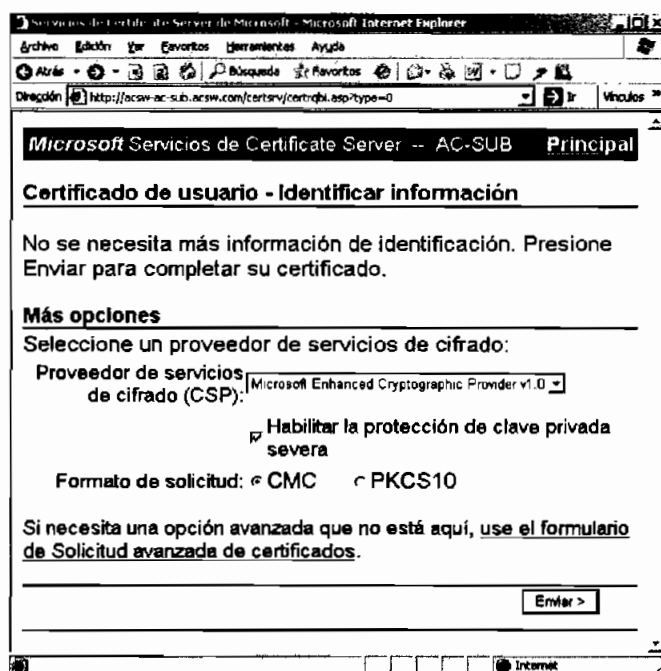 Servicios de Certificate Server de Microsoft - Microsoft Internet Explorer
Archivo Edición Ver Favoritos Herramientas Ayuda
Atrás Búsqueda Favoritos
Dirección http://acsw-ac-sub.acsw.com/certsrv/certrqbi.asp?type=0 Ir Vínculos »
Microsoft Servicios de Certificate Server -- AC-SUB Principal
Certificado de usuario - Identificar información
No se necesita más información de identificación. Presione
Enviar para completar su certificado.
Más opciones
Seleccione un proveedor de servicios de cifrado:
Proveedor de servicios
de cifrado (CSP): Microsoft Enhanced Cryptographic Provider v1.0
Habilitar la protección de clave privada
severa
Formato de solicitud: CMC PKCS10
Si necesita una opción avanzada que no está aquí, use el formulario
de Solicitud avanzada de certificados.
Enviar >
Internet